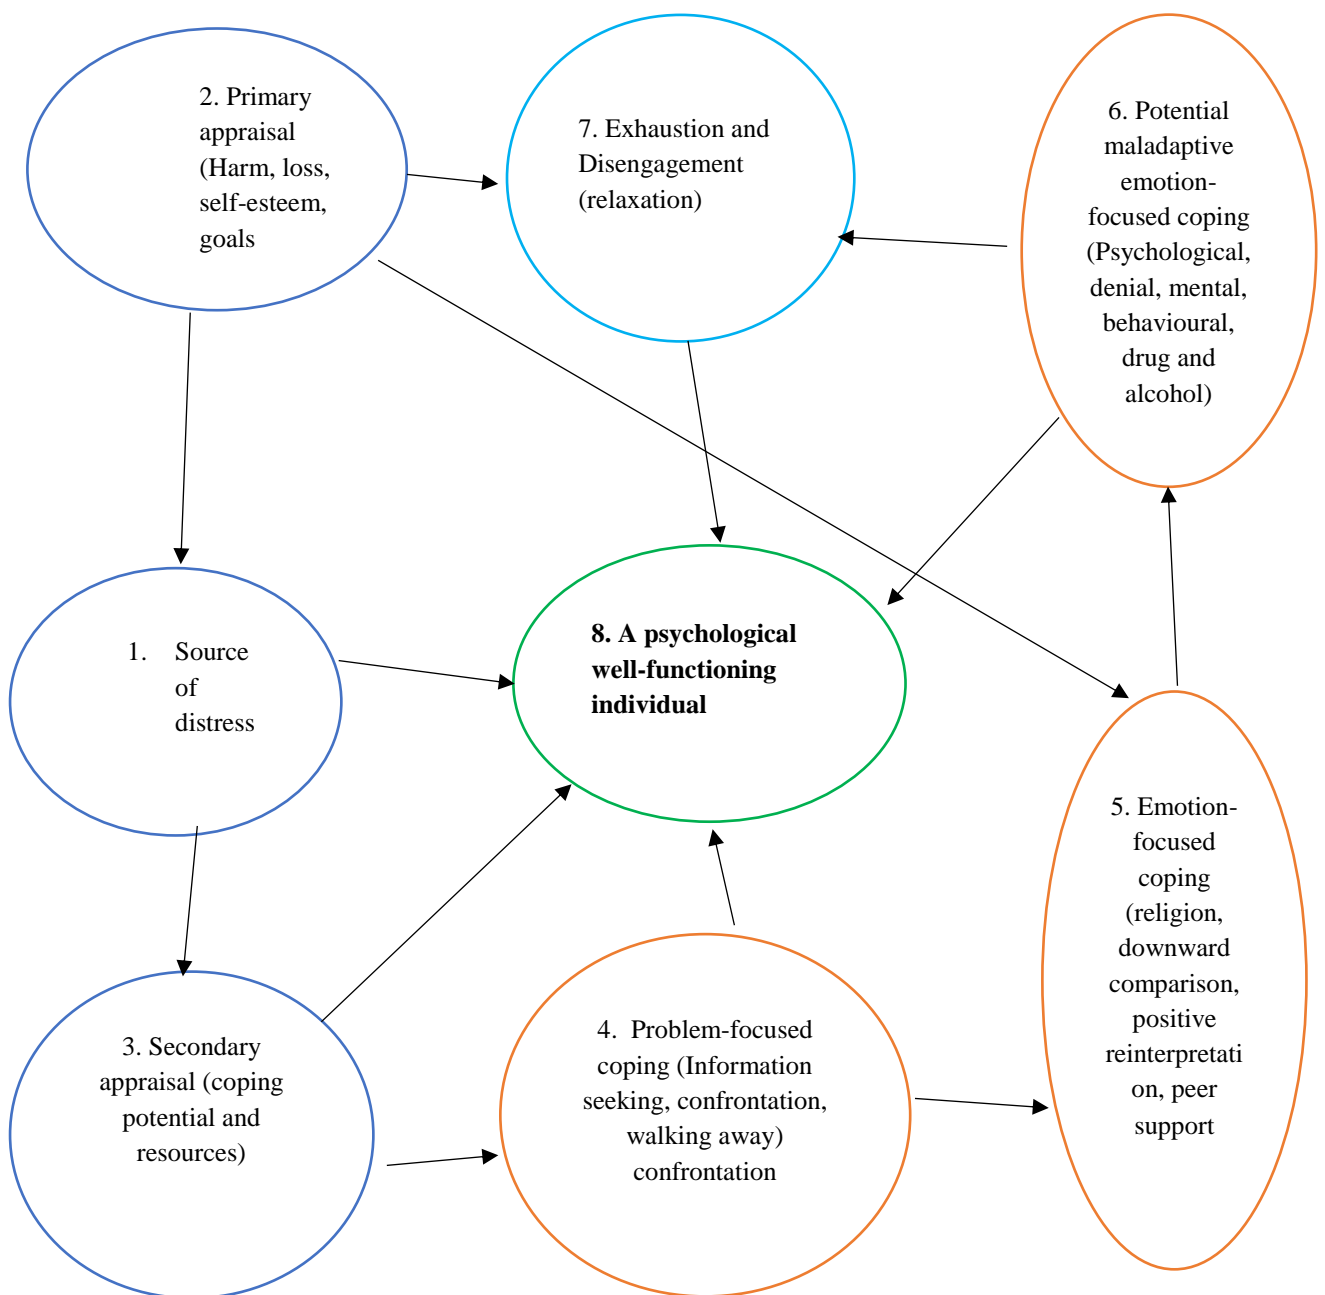 2. Primary
appraisal
(Harm, loss,
self-esteem,
goals
7. Exhaustion and
Disengagement
(relaxation)
6. Potential
maladaptive
emotion-
focused coping
(Psychological,
denial, mental,
behavioural,
drug and
alcohol)
1. Source
of
distress
8. A psychological
well-functioning
individual
5. Emotion-
focused
coping
(religion,
downward
comparison,
positive
reinterpretati
on, peer
support
3. Secondary
appraisal (coping
potential and
resources)
4. Problem-focused
coping (Information
seeking, confrontation,
walking away)
confrontation